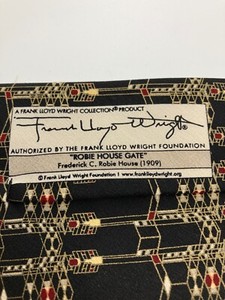 A FRANK LLOYD WRIGHT COLLECTION® PRODUCT
Frank Lloyd Wright®
AUTHORIZED BY THE FRANK LLOYD WRIGHT FOUNDATION
"ROBIE HOUSE GATE"
Frederick C. Robie House (1909)
© Frank Lloyd Wright Foundation I www.franklloydwright.org